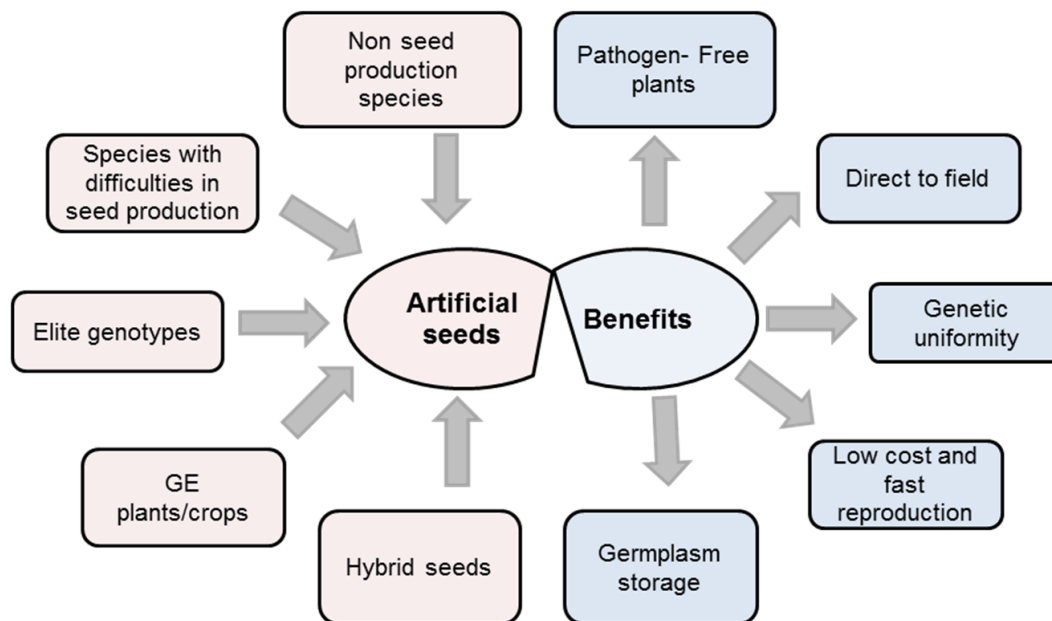 Non seed
production
species
Pathogen- Free
plants
Species with
difficulties in
seed production
Direct to field
Artificial
seeds
Benefits
Elite genotypes
Genetic
uniformity
GE
plants/crops
Low cost and
fast
reproduction
Hybrid seeds
Germplasm
storage